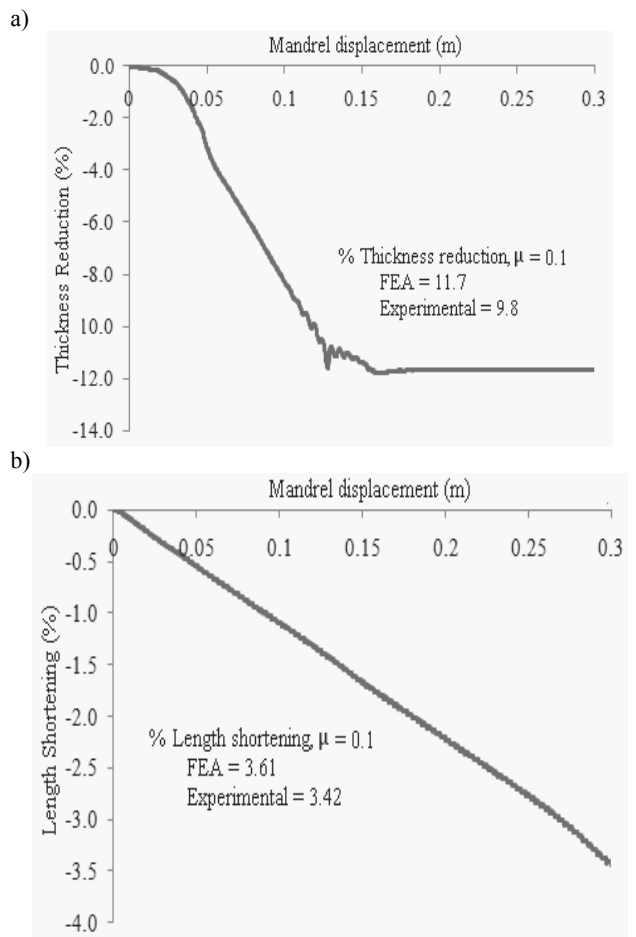 a)
Mandrel displacement (m)
0.0
0 0.05 0.1 0.15 0.2 0.25 0.3
-2.0
-4.0
-6.0
-8.0
10.0
-12.0
-14.0
Thickness Reduction (%)
% Thickness reduction, μ = 0.1
FEA = 11.7
Experimental = 9.8
b)
Mandrel displacement (m)
0.0
0 0.05 0.1 0.15 0.2 0.25 0.3
-0.5
-1.0
-1.5
-2.0
-2.5
-3.0
-3.5
-4.0
Length Shortening (%)
% Length shortening, μ = 0.1
FEA = 3.61
Experimental = 3.42